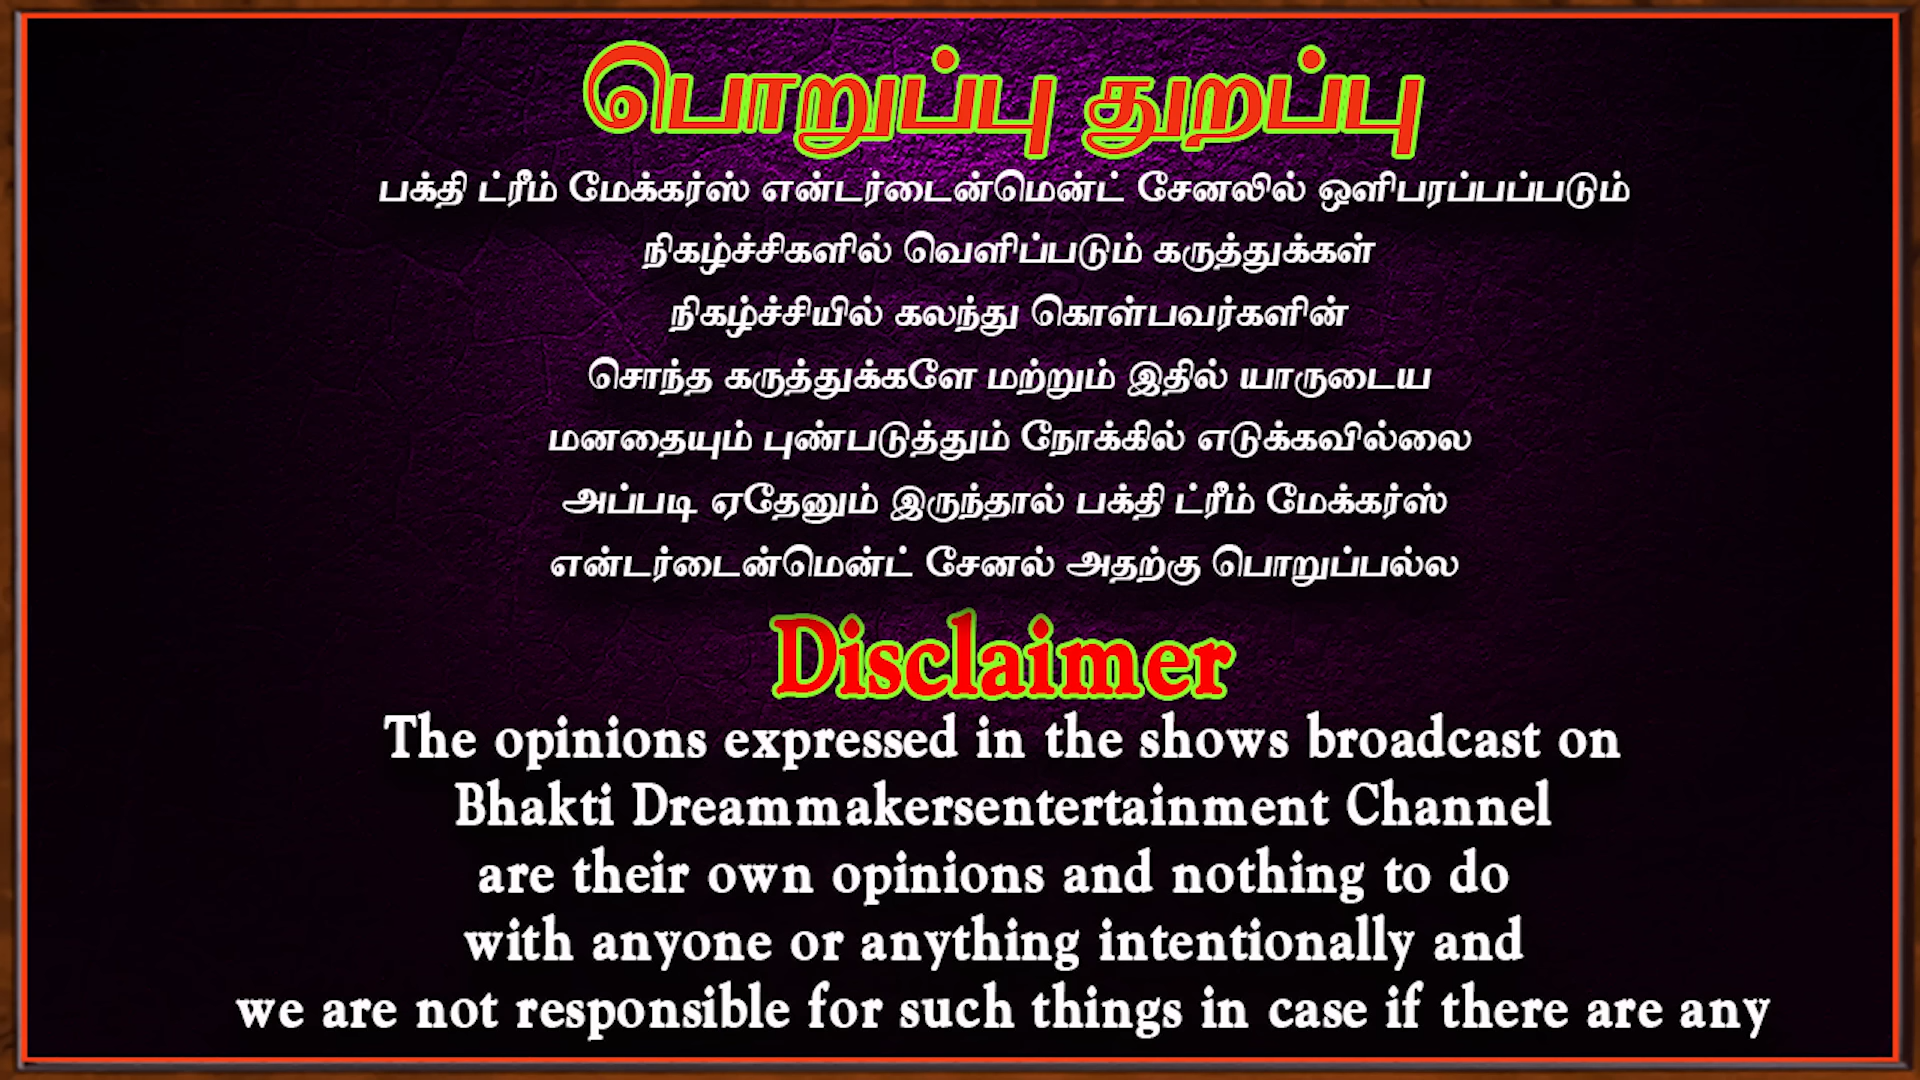 பொறுப்பு துறப்பு
பக்தி ட்ரீம் மேக்கர்ஸ் என்டர்டைன்மென்ட் சேனலில் ஒளிபரப்பப்படும்
நிகழ்ச்சிகளில் வெளிப்படும் கருத்துக்கள்
நிகழ்ச்சியில் கலந்து கொள்பவர்களின்
சொந்த கருத்துக்களே மற்றும் இதில் யாருடைய
மனதையும் புண்படுத்தும் நோக்கில் எடுக்கவில்லை
அப்படி ஏதேனும் இருந்தால் பக்தி ட்ரீம் மேக்கர்ஸ்
என்டர்டைன்மென்ட் சேனல் அதற்கு பொறுப்பல்ல
Disclaimer
The opinions expressed in the shows broadcast on
Bhakti Dreammakersentertainment Channel
are their own opinions and nothing to do
with anyone or anything intentionally and
we are not responsible for such things in case if there are any